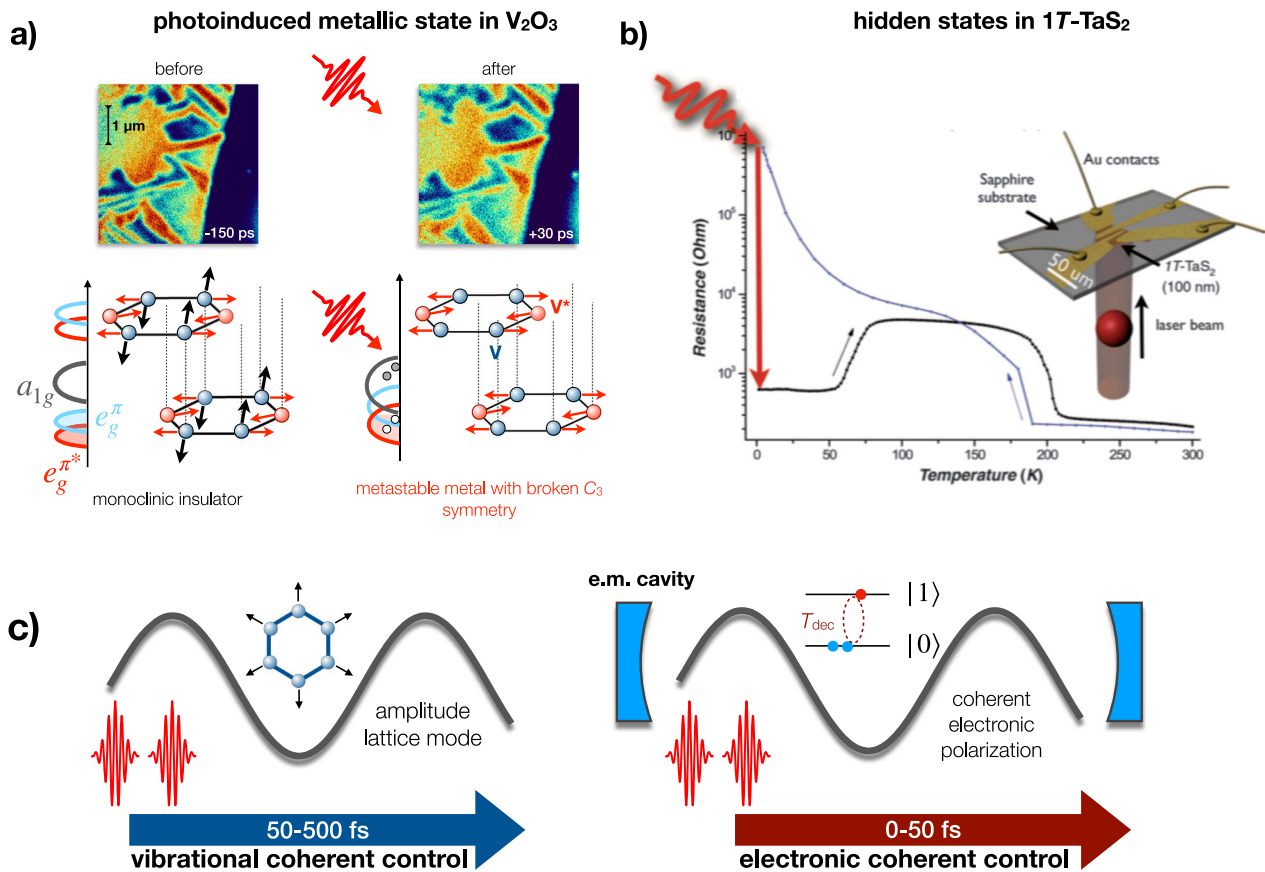 photoinduced metallic state in V₂O₃
a)
before
after
1 µm
-150 ps
+30 ps
a₁g
e_g^π
e_g^π*
V*
V
monoclinic insulator
metastable metal with broken C₃
symmetry
hidden states in 1T-TaS₂
b)
10⁶
10⁵
10⁴
10³
Resistance (Ohm)
0
50
100
150
200
250
300
Temperature (K)
Au contacts
Sapphire
substrate
50 um
1T-TaS₂
(100 nm)
laser beam
c)
amplitude
lattice mode
50-500 fs
vibrational coherent control
e.m. cavity
|1⟩
T_dec
|0⟩
coherent
electronic
polarization
0-50 fs
electronic coherent control